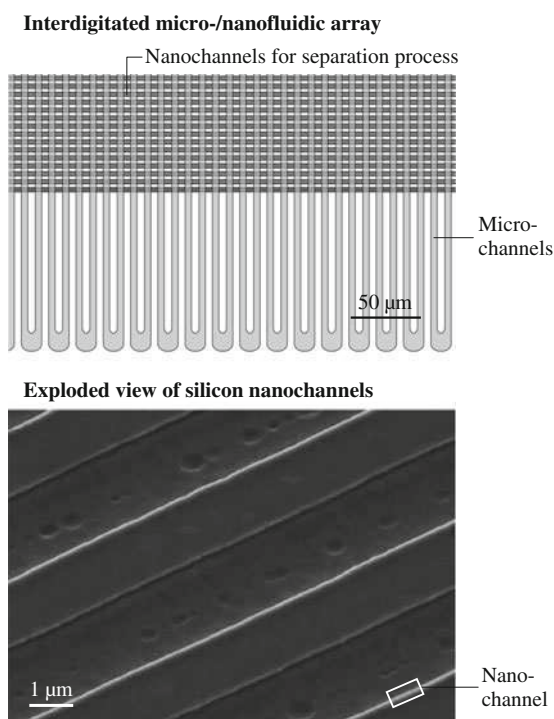 Interdigitated micro-/nanofluidic array
Nanochannels for separation process
Micro-
channels
50 μm
Exploded view of silicon nanochannels
1 μm
Nano-
channel